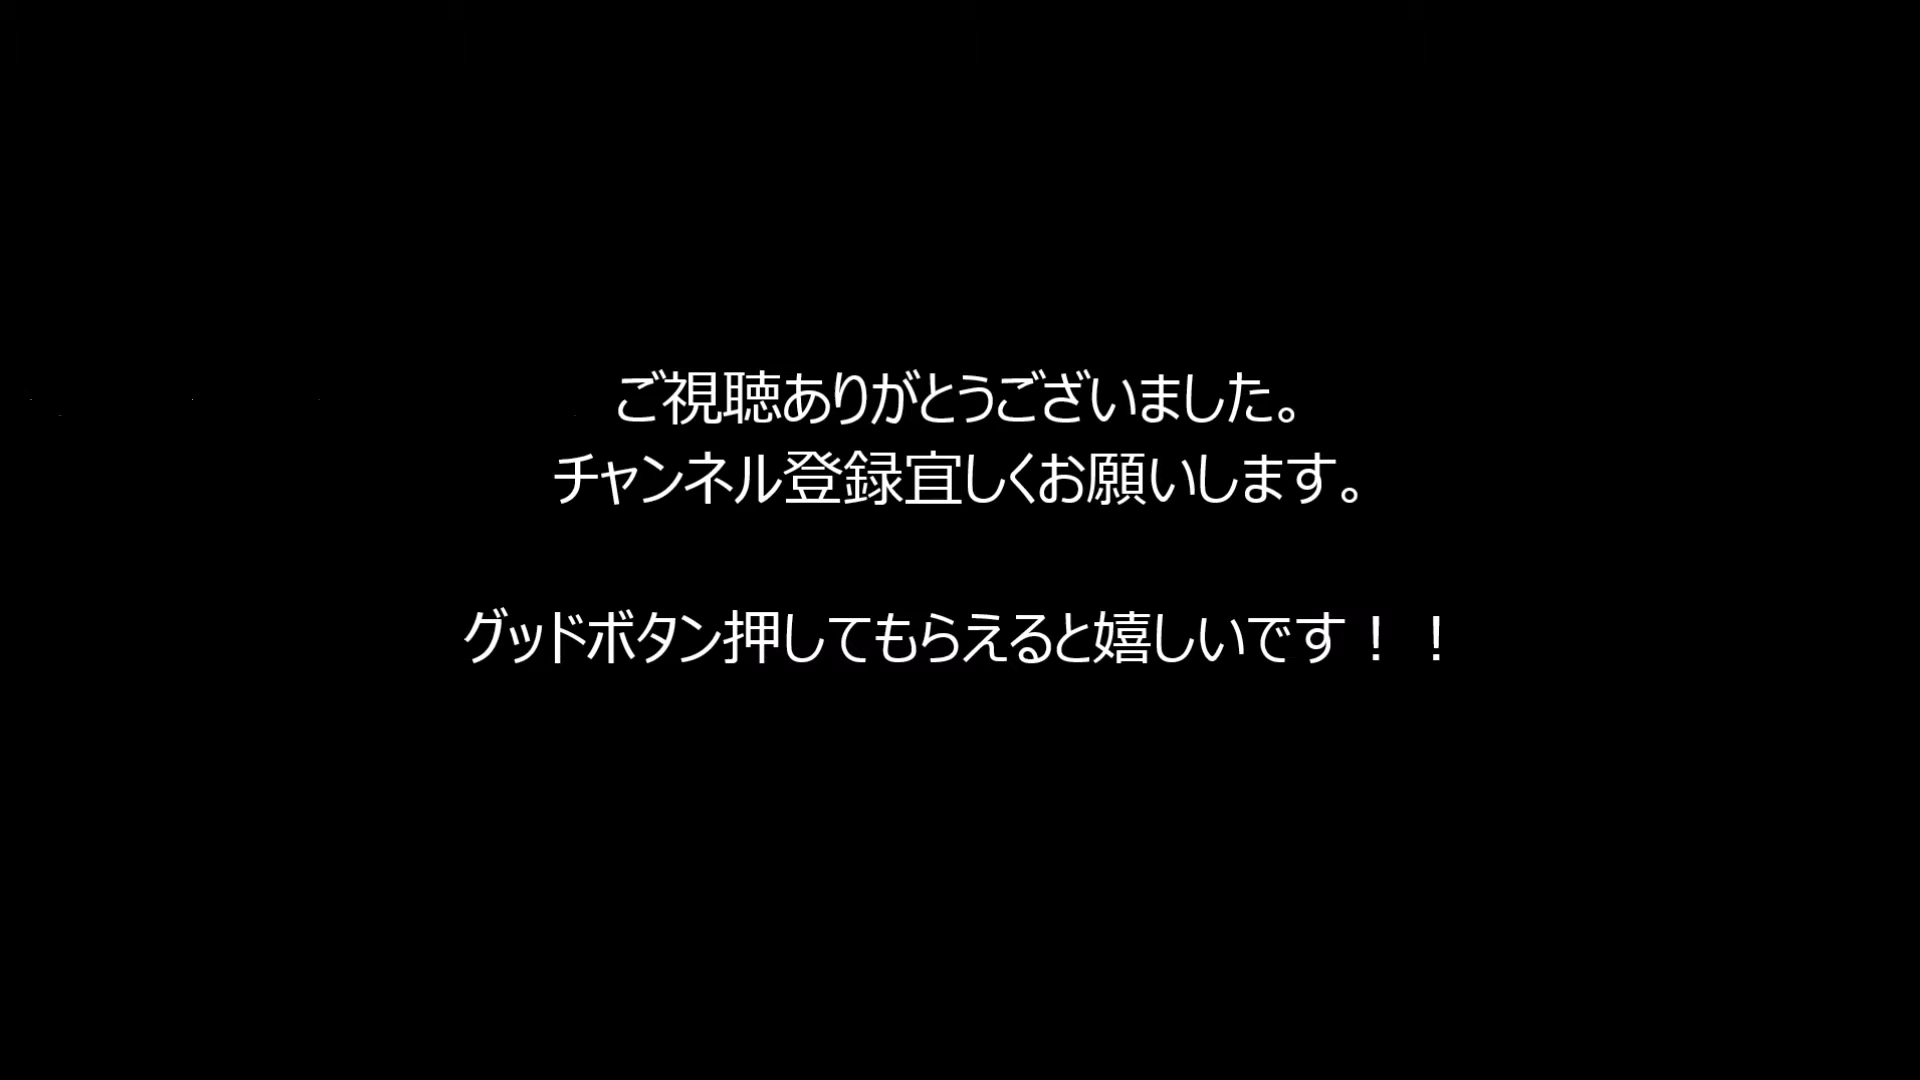 ご視聴ありがとうございました。
チャンネル登録宜しくお願いします。
グッドボタン押してもらえると嬉しいです！！